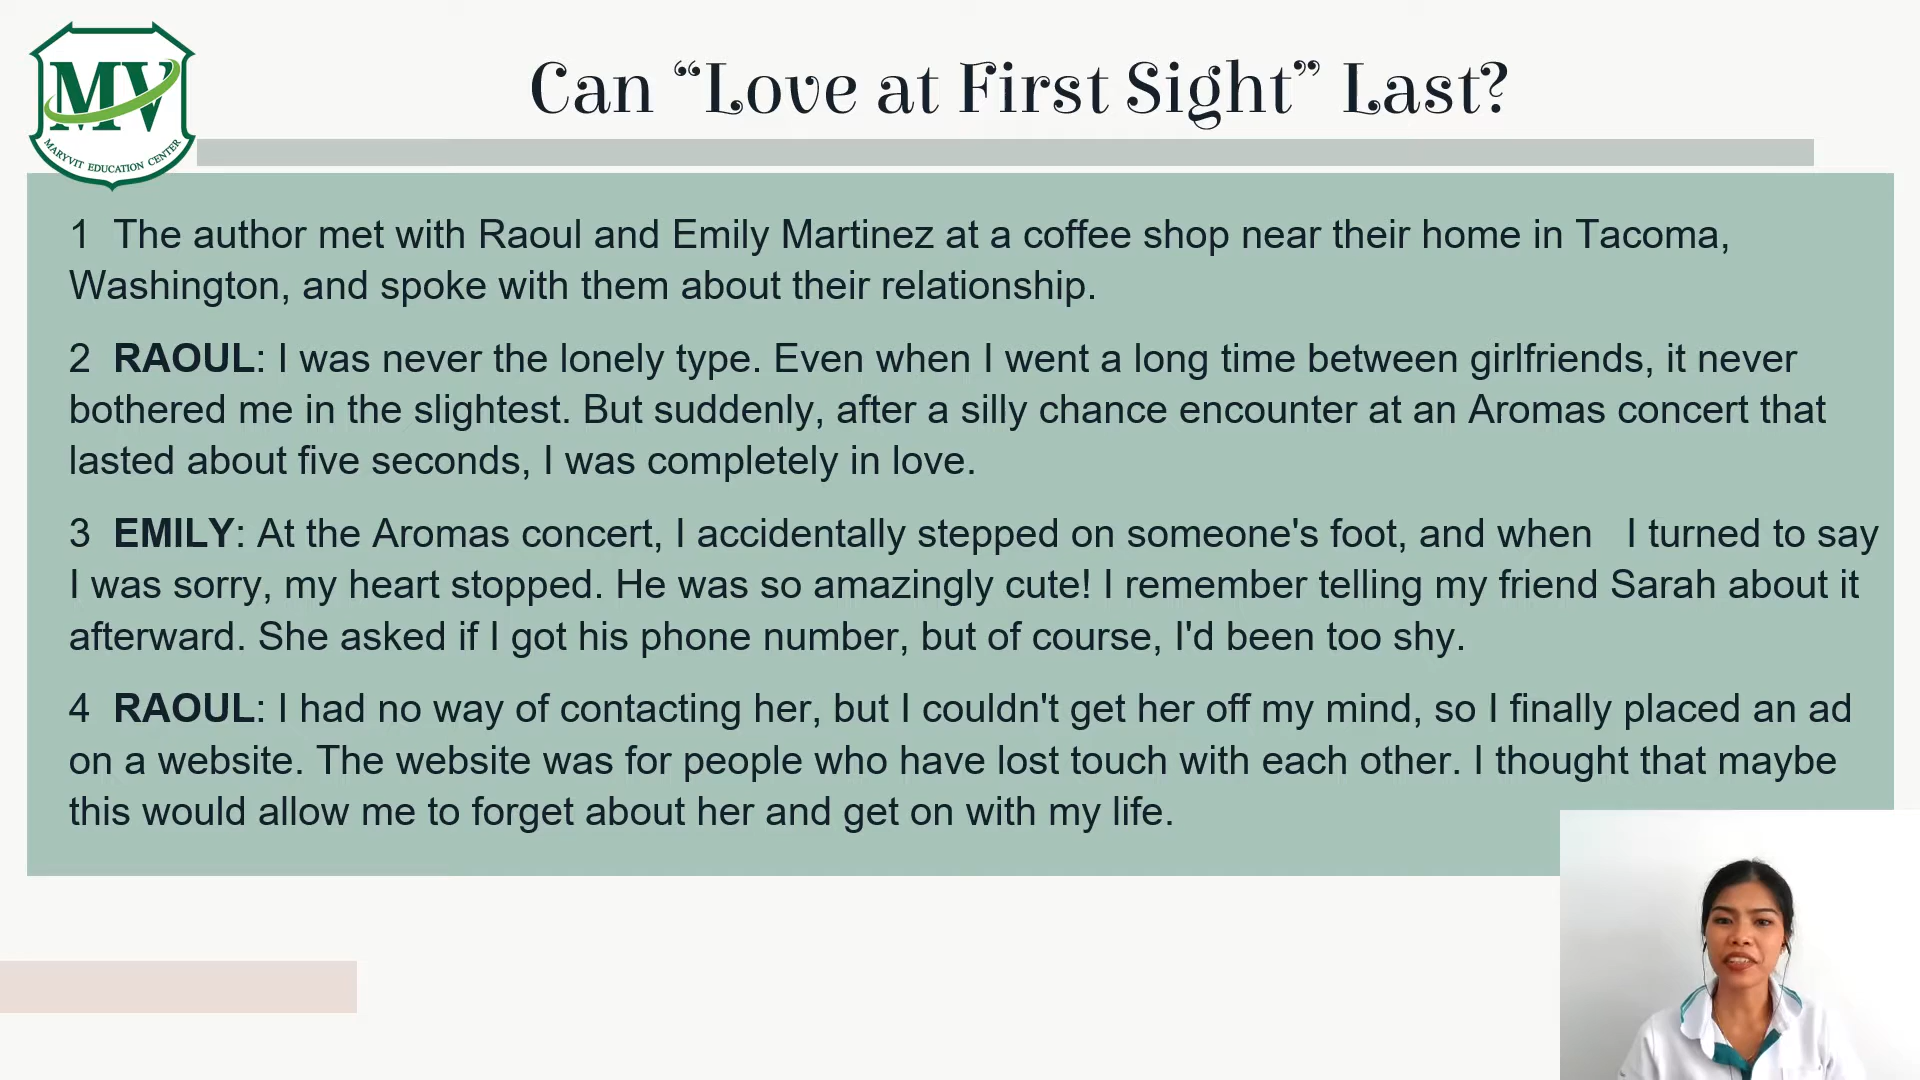 MV
MARYVIT EDUCATION CENTER
Can “Love at First Sight” Last?
1 The author met with Raoul and Emily Martinez at a coffee shop near their home in Tacoma,
Washington, and spoke with them about their relationship.
2 RAOUL: I was never the lonely type. Even when I went a long time between girlfriends, it never
bothered me in the slightest. But suddenly, after a silly chance encounter at an Aromas concert that
lasted about five seconds, I was completely in love.
3 EMILY: At the Aromas concert, I accidentally stepped on someone's foot, and when I turned to say
I was sorry, my heart stopped. He was so amazingly cute! I remember telling my friend Sarah about it
afterward. She asked if I got his phone number, but of course, I'd been too shy.
4 RAOUL: I had no way of contacting her, but I couldn't get her off my mind, so I finally placed an ad
on a website. The website was for people who have lost touch with each other. I thought that maybe
this would allow me to forget about her and get on with my life.